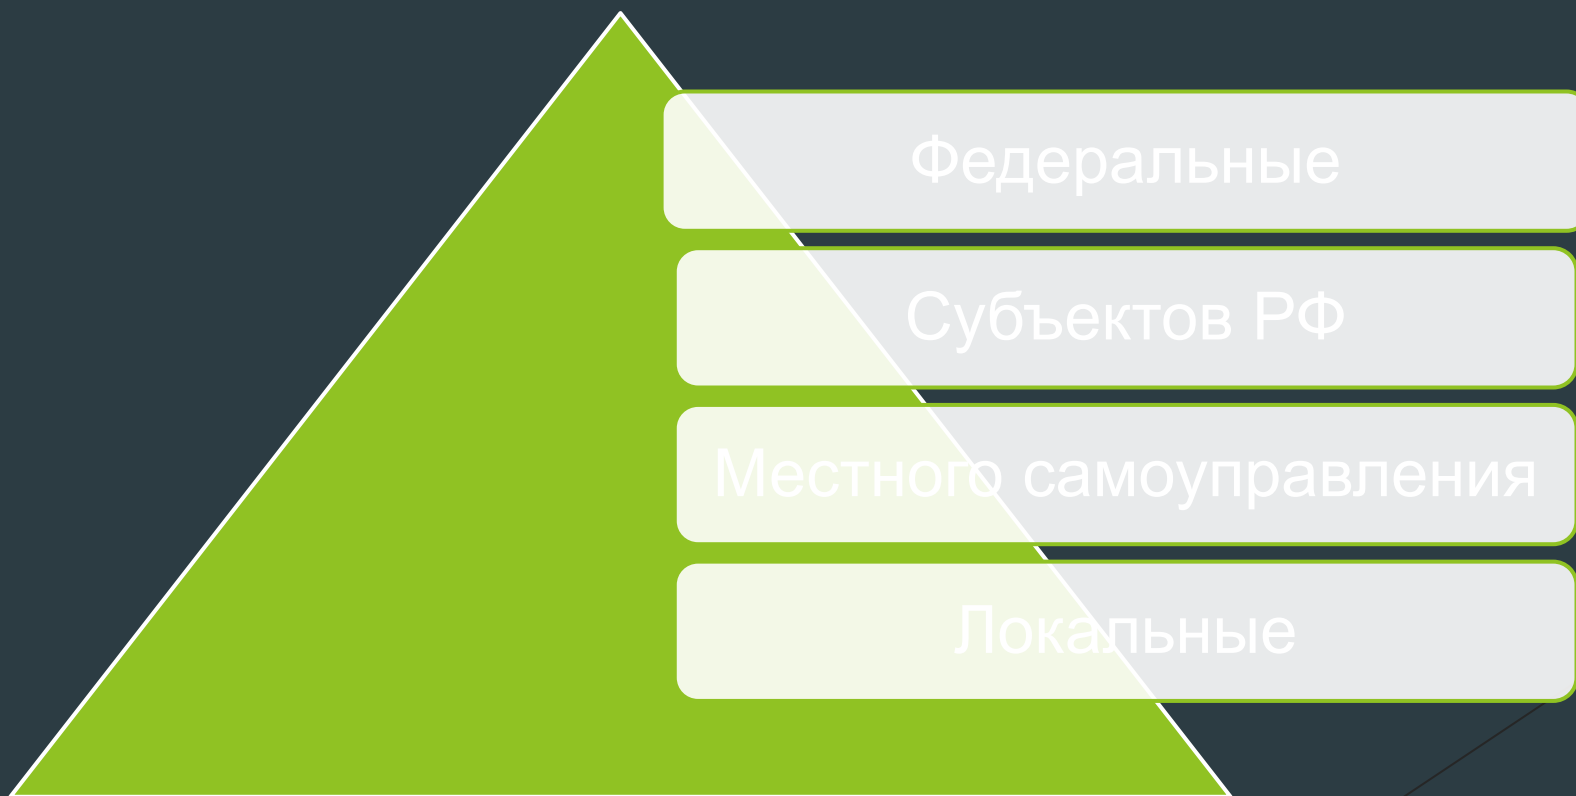 Федеральные
Субъектов РФ
Местного самоуправления
Локальные